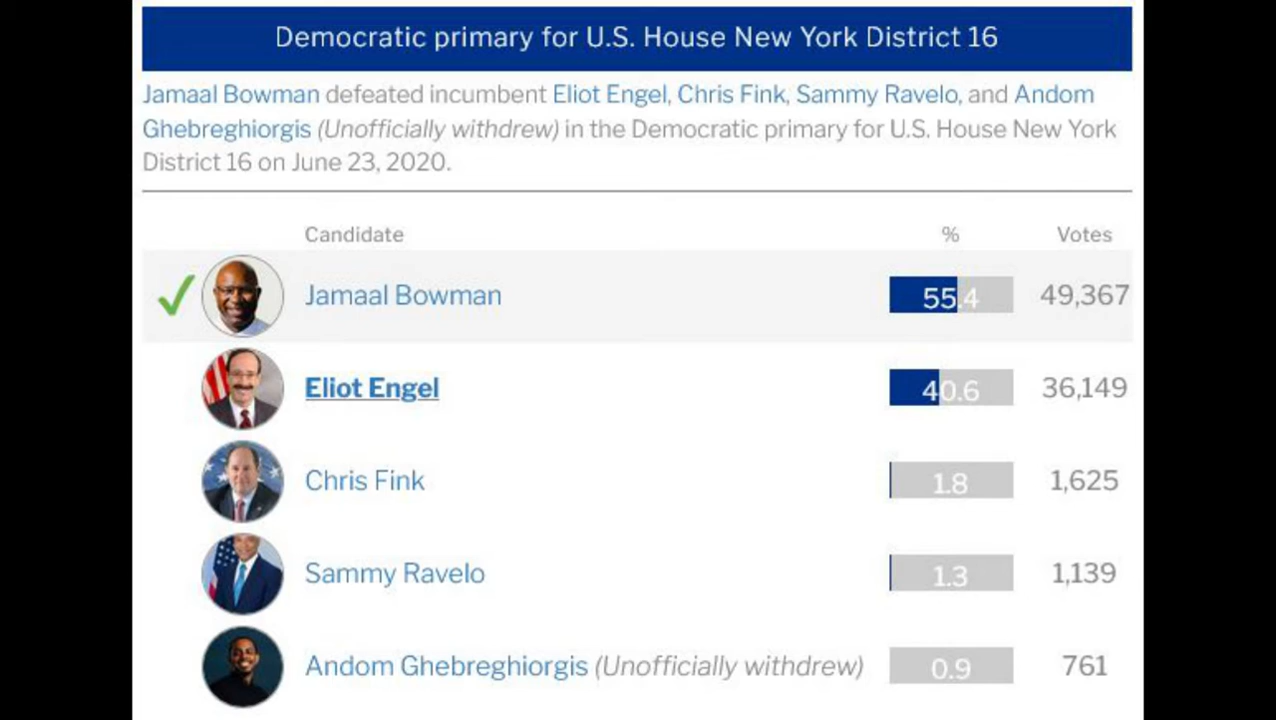 Democratic primary for U.S. House New York District 16
Jamaal Bowman defeated incumbent Eliot Engel, Chris Fink, Sammy Ravelo, and Andom
Ghebreghiorgis (Unofficially withdrew) in the Democratic primary for U.S. House New York
District 16 on June 23, 2020.
Candidate % Votes
Jamaal Bowman 55.4 49,367
Eliot Engel 40.6 36,149
Chris Fink 1.8 1,625
Sammy Ravelo 1.3 1,139
Andom Ghebreghiorgis (Unofficially withdrew) 0.9 761